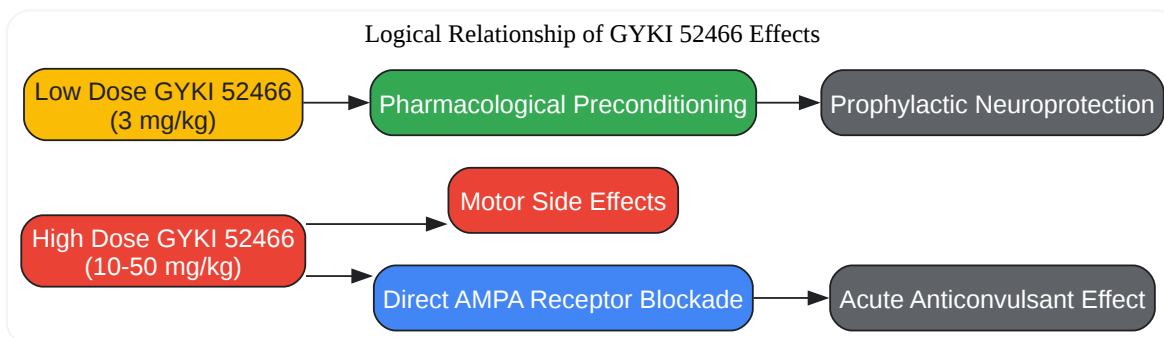 Logical Relationship of GYKI 52466 Effects
Low Dose GYKI 52466
(3 mg/kg)
Pharmacological Preconditioning
Prophylactic Neuroprotection
Motor Side Effects
High Dose GYKI 52466
(10-50 mg/kg)
Direct AMPA Receptor Blockade
Acute Anticonvulsant Effect